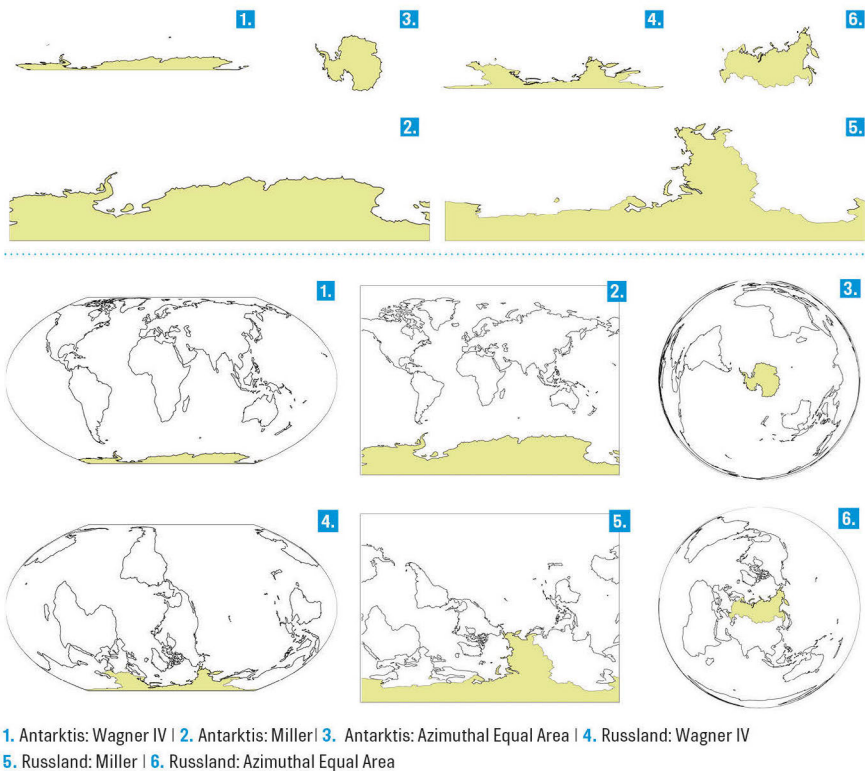 1. 3. 4. 6.
2. 5.
1. 2. 3.
4. 5. 6.
1. Antarktis: Wagner IV | 2. Antarktis: Miller| 3. Antarktis: Azimuthal Equal Area | 4. Russland: Wagner IV
5. Russland: Miller | 6. Russland: Azimuthal Equal Area